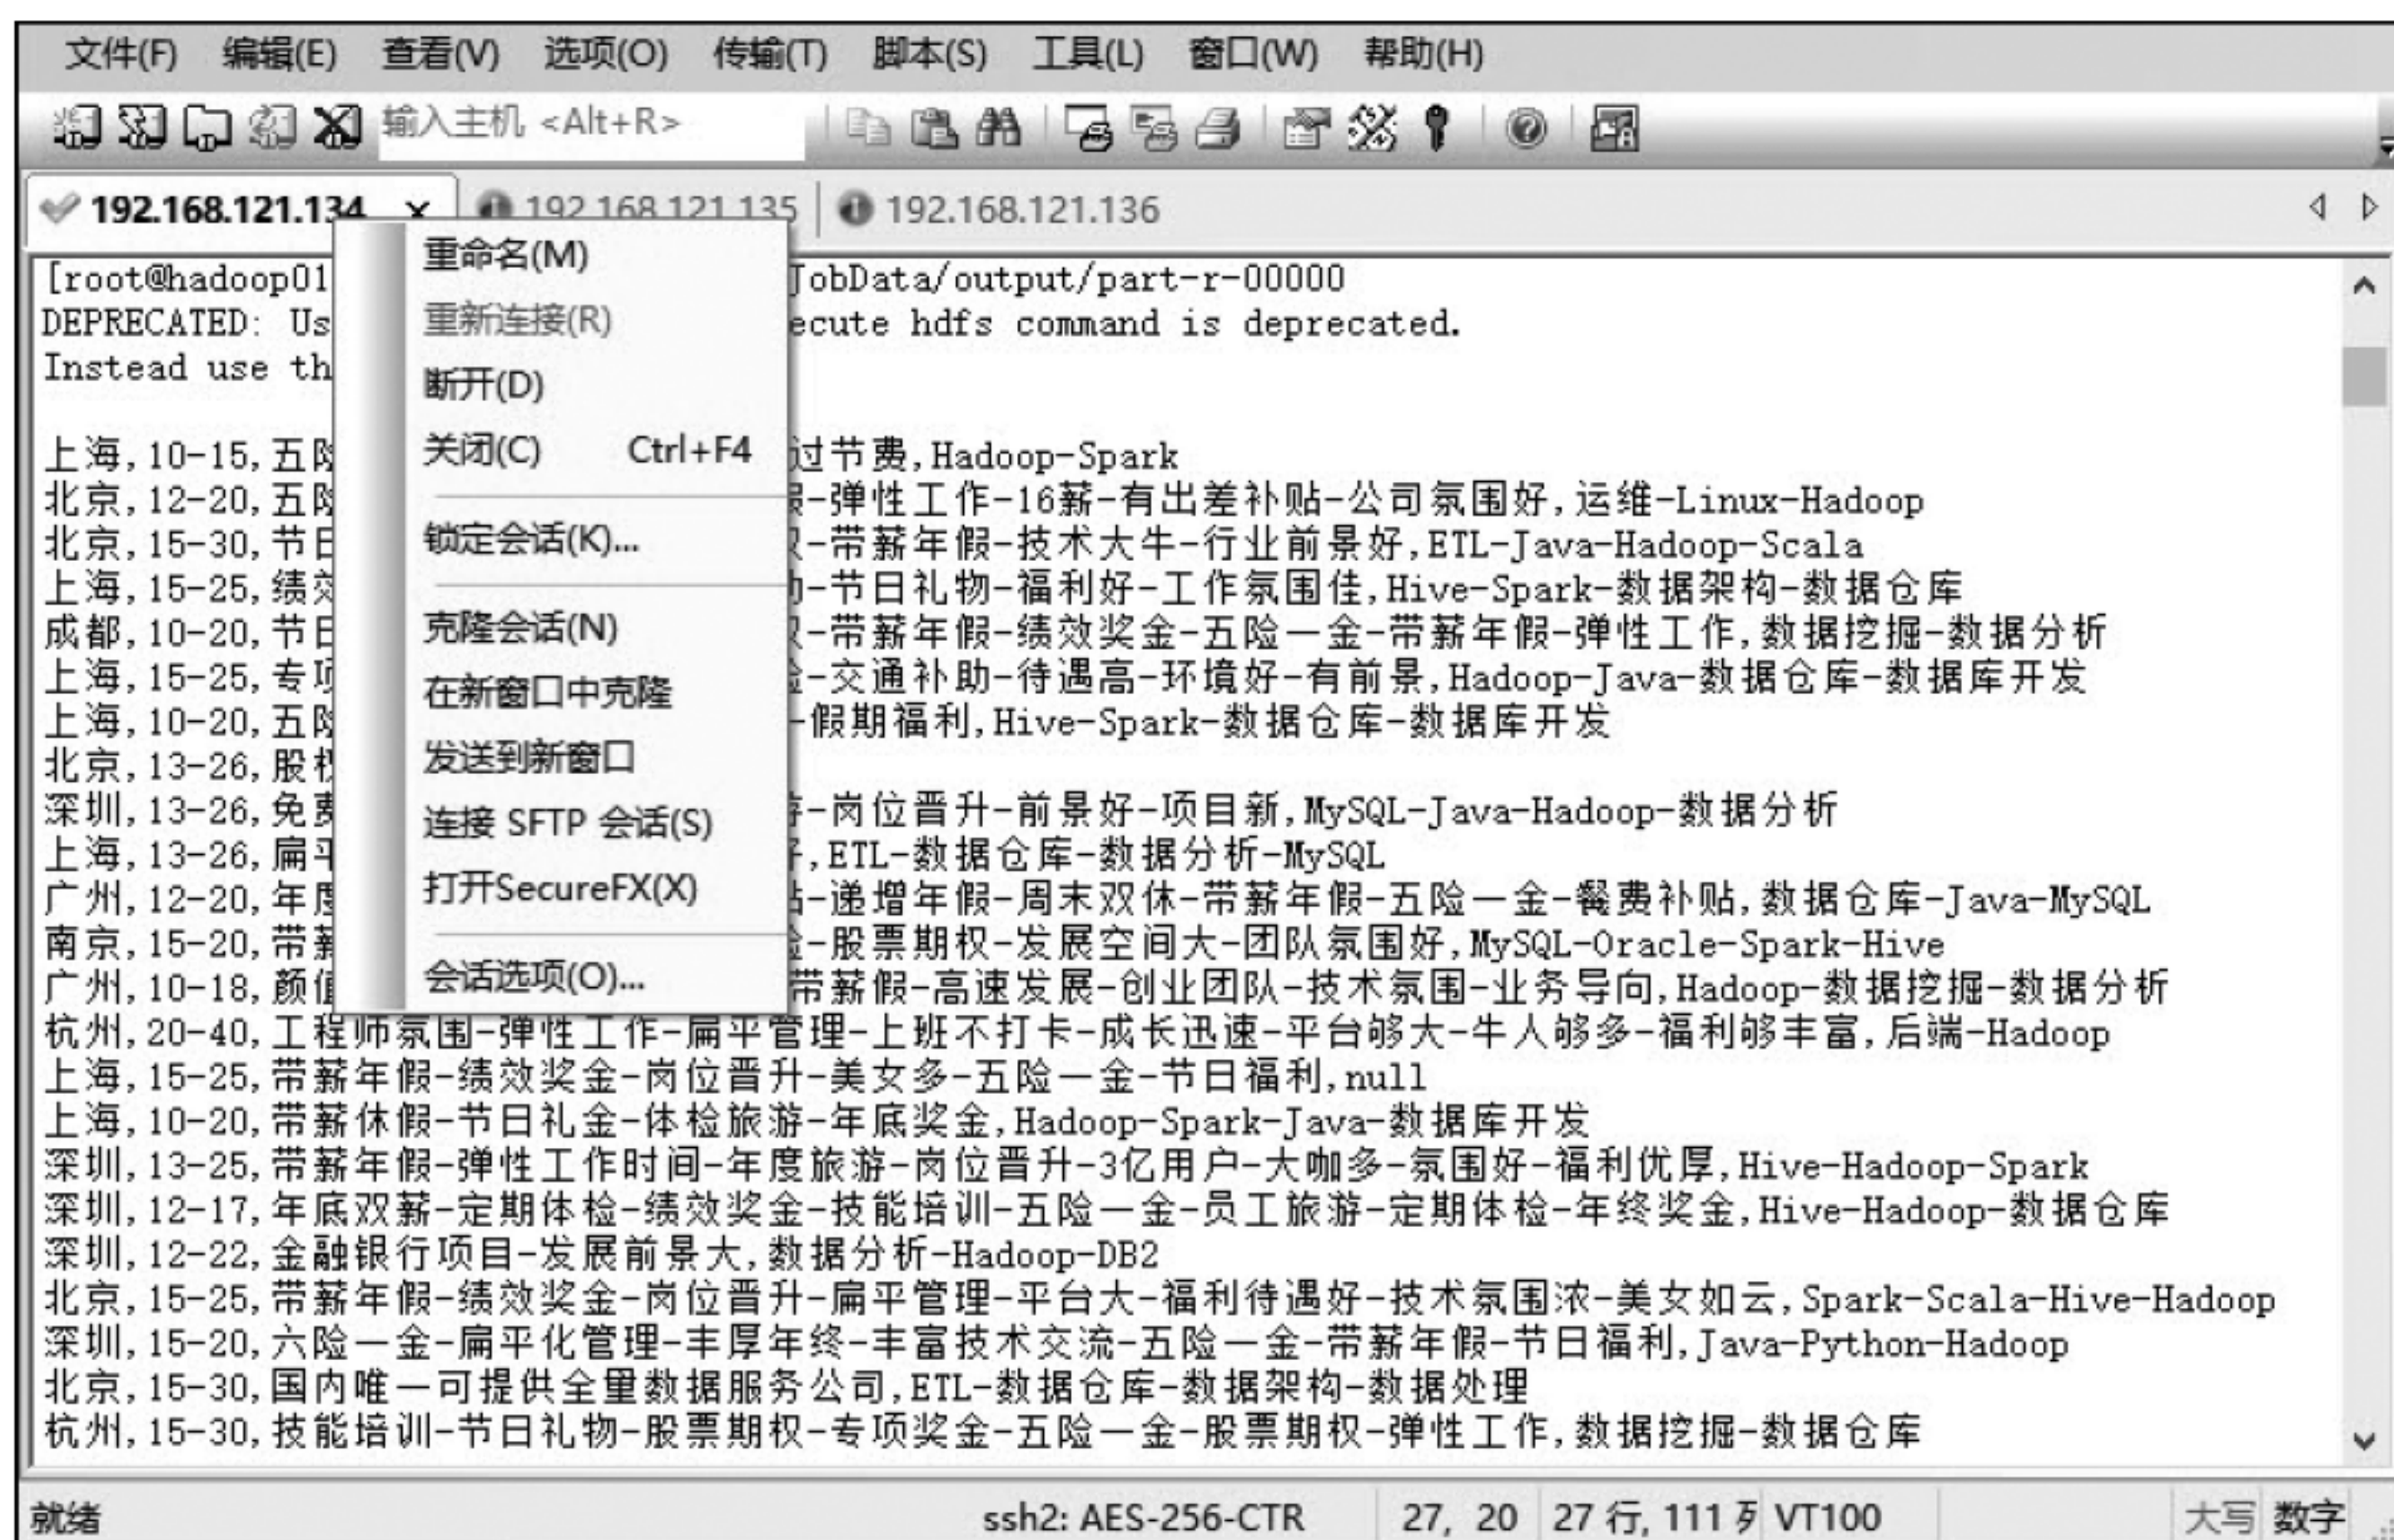 文件(F) 编辑(E) 查看(V) 选项(O) 传输(T) 脚本(S) 工具(L) 窗口(W) 帮助(H)
输入主机 <Alt+R>
192.168.121.134 × 192.168.121.135 192.168.121.136
[root@hadoop01 JobData/output/part-r-00000
DEPRECATED: Us ecute hdfs command is deprecated.
Instead use th
重命名(M)
重新连接(R)
断开(D)
关闭(C) Ctrl+F4
锁定会话(K)...
克隆会话(N)
在新窗口中克隆
发送到新窗口
连接 SFTP 会话(S)
打开SecureFX(X)
会话选项(O)...
上海,10-15,五险 过节费,Hadoop-Spark
北京,12-20,五险 -弹性工作-16薪-有出差补贴-公司氛围好,运维-Linux-Hadoop
北京,15-30,节日 -带薪年假-技术大牛-行业前景好,ETL-Java-Hadoop-Scala
上海,15-25,绩效 -节日礼物-福利好-工作氛围佳,Hive-Spark-数据架构-数据仓库
成都,10-20,节日 -带薪年假-绩效奖金-五险一金-带薪年假-弹性工作,数据挖掘-数据分析
上海,15-25,专项 -交通补助-待遇高-环境好-有前景,Hadoop-Java-数据仓库-数据库开发
上海,10-20,五险 -假期福利,Hive-Spark-数据仓库-数据库开发
北京,13-26,股权
深圳,13-26,免费 -岗位晋升-前景好-项目新,MySQL-Java-Hadoop-数据分析
上海,13-26,扁平 ,ETL-数据仓库-数据分析-MySQL
广州,12-20,年度 -递增年假-周末双休-带薪年假-五险一金-餐费补贴,数据仓库-Java-MySQL
南京,15-20,带薪 -股票期权-发展空间大-团队氛围好,MySQL-Oracle-Spark-Hive
广州,10-18,颜值 带薪假-高速发展-创业团队-技术氛围-业务导向,Hadoop-数据挖掘-数据分析
杭州,20-40,工程师氛围-弹性工作-扁平管理-上班不打卡-成长迅速-平台够大-牛人够多-福利够丰富,后端-Hadoop
上海,15-25,带薪年假-绩效奖金-岗位晋升-美女多-五险一金-节日福利,null
上海,10-20,带薪休假-节日礼金-体检旅游-年底奖金,Hadoop-Spark-Java-数据库开发
深圳,13-25,带薪年假-弹性工作时间-年度旅游-岗位晋升-3亿用户-大咖多-氛围好-福利优厚,Hive-Hadoop-Spark
深圳,12-17,年底双薪-定期体检-绩效奖金-技能培训-五险一金-员工旅游-定期体检-年终奖金,Hive-Hadoop-数据仓库
深圳,12-22,金融银行项目-发展前景大,数据分析-Hadoop-DB2
北京,15-25,带薪年假-绩效奖金-岗位晋升-扁平管理-平台大-福利待遇好-技术氛围浓-美女如云,Spark-Scala-Hive-Hadoop
深圳,15-20,六险一金-扁平化管理-丰厚年终-丰富技术交流-五险一金-带薪年假-节日福利,Java-Python-Hadoop
北京,15-30,国内唯一可提供全量数据服务公司,ETL-数据仓库-数据架构-数据处理
杭州,15-30,技能培训-节日礼物-股票期权-专项奖金-五险一金-股票期权-弹性工作,数据挖掘-数据仓库
就绪 ssh2: AES-256-CTR 27, 20 27 行, 111 列 VT100 大写 数字